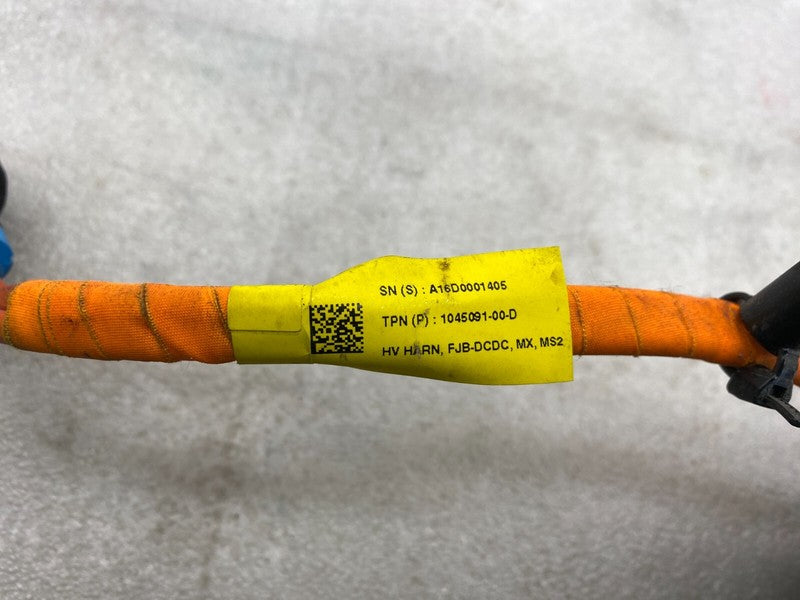 SN (S) : A16D0001405
TPN (P) : 1045091-00-D
HV HARN, FJB-DCDC, MX, MS2